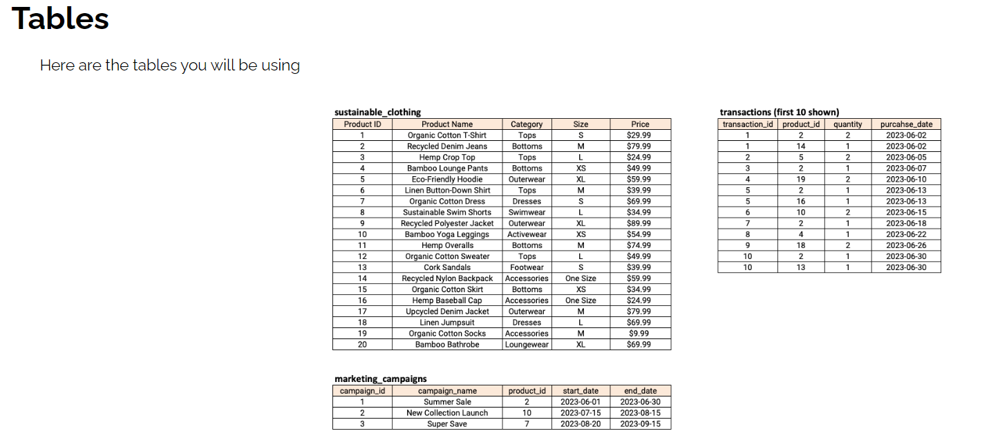 Tables
Here are the tables you will be using
sustainable_clothing
Product ID Product Name Category Size Price
1 Organic Cotton T-Shirt Tops S $29.99
2 Recycled Denim Jeans Bottoms M $79.99
3 Hemp Crop Top Tops L $24.99
4 Bamboo Lounge Pants Bottoms XS $49.99
5 Eco-Friendly Hoodie Outerwear XL $59.99
6 Linen Button-Down Shirt Tops M $39.99
7 Organic Cotton Dress Dresses S $69.99
8 Sustainable Swim Shorts Swimwear L $34.99
9 Recycled Polyester Jacket Outerwear XL $89.99
10 Bamboo Yoga Leggings Activewear XS $54.99
11 Hemp Overalls Bottoms M $74.99
12 Organic Cotton Sweater Tops L $49.99
13 Cork Sandals Footwear S $39.99
14 Recycled Nylon Backpack Accessories One Size $59.99
15 Organic Cotton Skirt Bottoms XS $34.99
16 Hemp Baseball Cap Accessories One Size $24.99
17 Upcycled Denim Jacket Outerwear M $79.99
18 Linen Jumpsuit Dresses L $69.99
19 Organic Cotton Socks Accessories M $9.99
20 Bamboo Bathrobe Loungewear XL $69.99
transactions (first 10 shown)
transaction_id product_id quantity purcahse_date
1 2 2 2023-06-02
1 14 1 2023-06-02
2 5 2 2023-06-05
3 2 1 2023-06-07
4 19 2 2023-06-10
5 2 1 2023-06-13
5 16 1 2023-06-13
6 10 2 2023-06-15
7 2 1 2023-06-18
8 4 1 2023-06-22
9 18 2 2023-06-26
10 2 1 2023-06-30
10 13 1 2023-06-30
marketing_campaigns
campaign_id campaign_name product_id start_date end_date
1 Summer Sale 2 2023-06-01 2023-06-30
2 New Collection Launch 10 2023-07-15 2023-08-15
3 Super Save 7 2023-08-20 2023-09-15